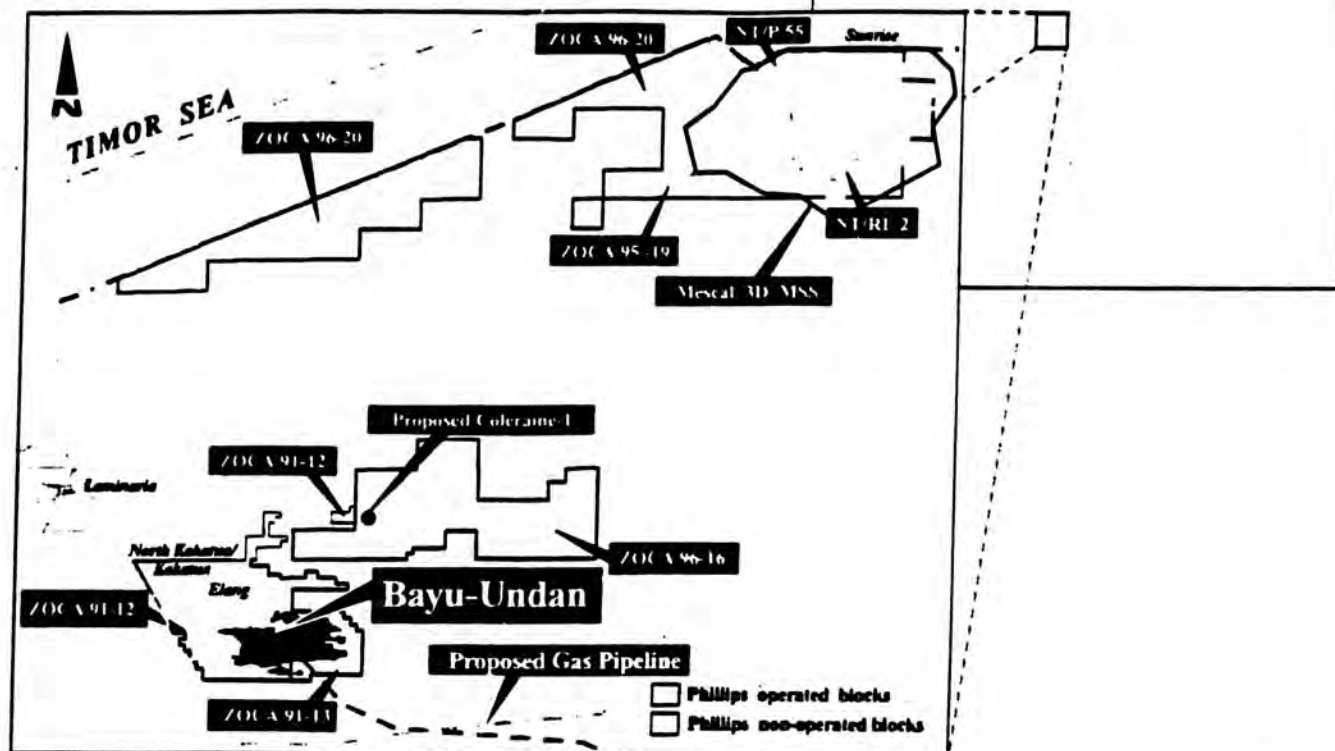 N
TIMOR SEA
ZOCA 96-20
NT/P 55
Sunrise
ZOCA 96-20
ZOCA 95-19
NT/RL 2
Mescal 3D MSS
Proposed Coleraine-1
ZOCA 91-12
Laminaria
North Kakatua/
Kakatua
Elang
ZOCA 96-16
ZOCA 91-12
Bayu-Undan
Proposed Gas Pipeline
ZOCA 91-13
Phillips operated blocks
Phillips non-operated blocks